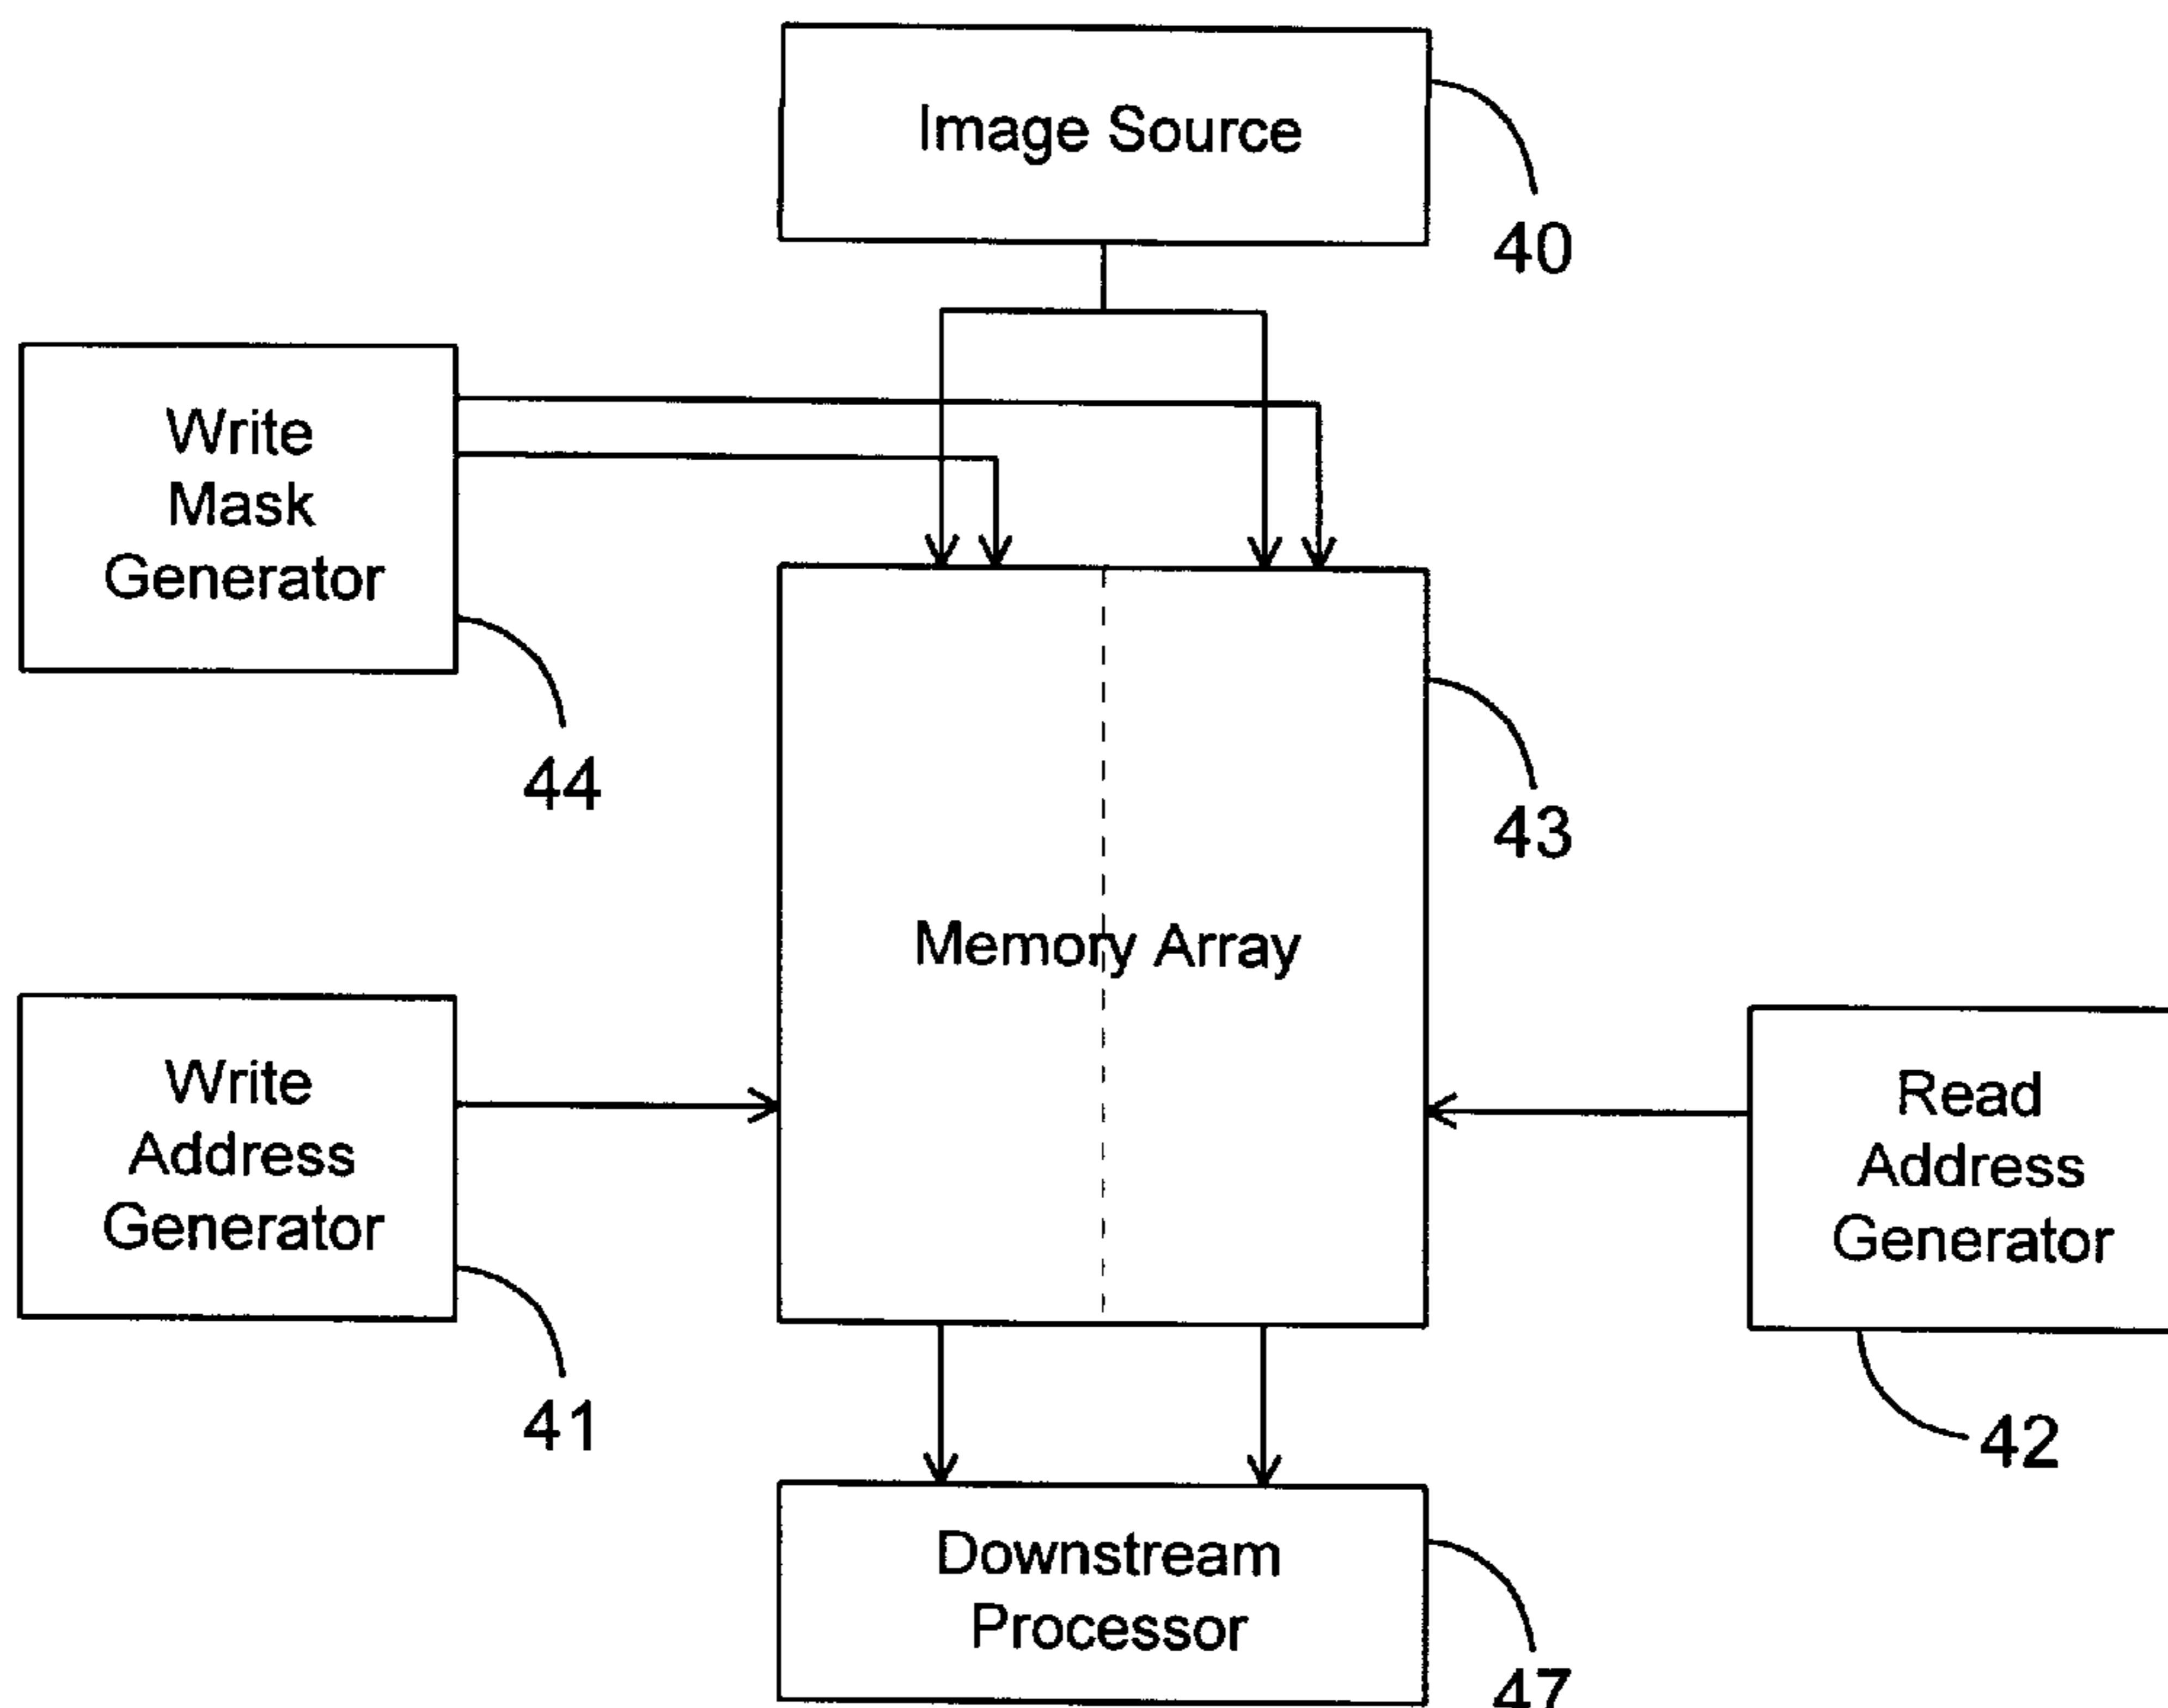 Image Source
40
Write
Mask
Generator
44
43
Memory Array
Write
Address
Generator
41
Read
Address
Generator
42
Downstream
Processor
47